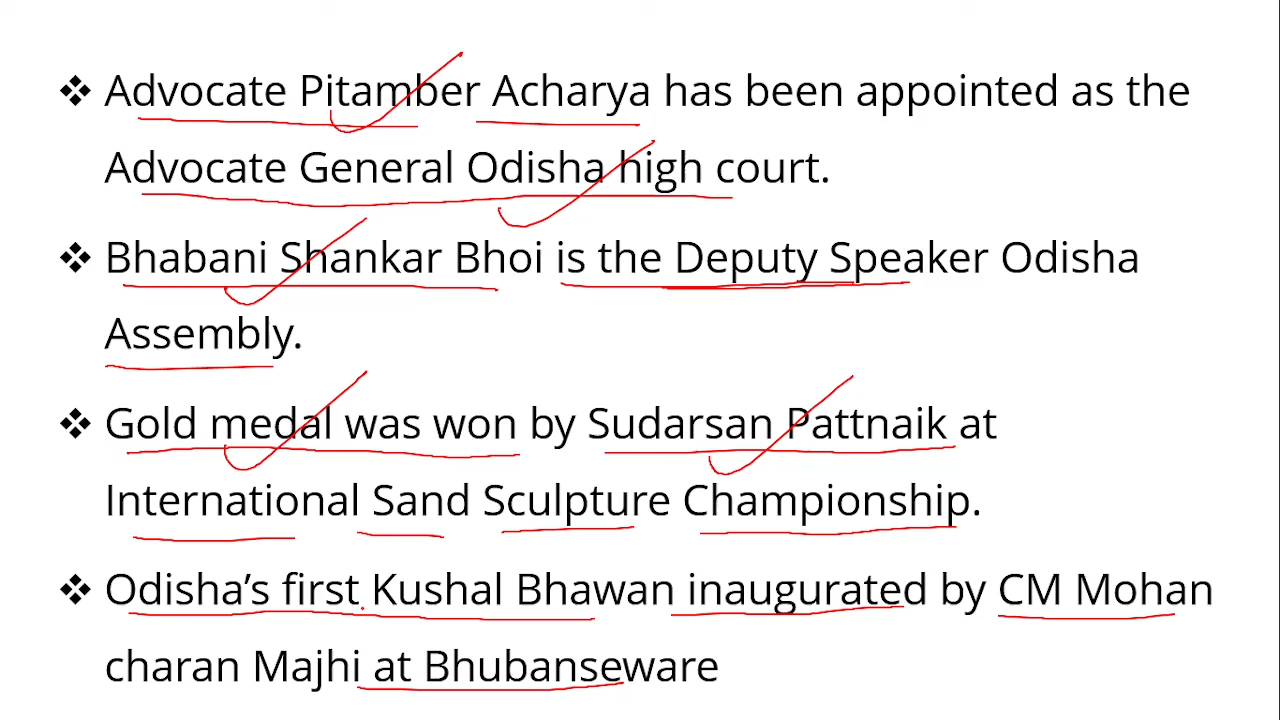 ❖ Advocate Pitamber Acharya has been appointed as the
Advocate General Odisha high court.
❖ Bhabani Shankar Bhoi is the Deputy Speaker Odisha
Assembly.
❖ Gold medal was won by Sudarsan Pattnaik at
International Sand Sculpture Championship.
❖ Odisha’s first Kushal Bhawan inaugurated by CM Mohan
charan Majhi at Bhubanseware